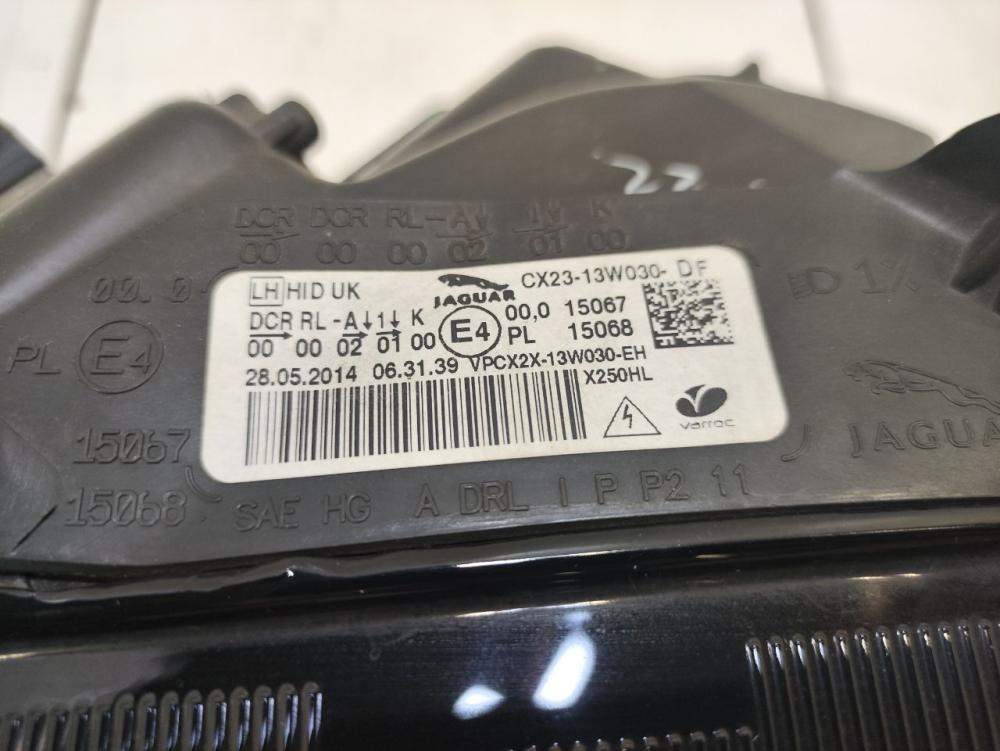 22
DCR DCR RL-A↓ 1↓ K
00 00 00 02 01 00
00.0
PL E4
15067
15068
LH HID UK
JAGUAR
CX23-13W030- DF
DCR RL -A↓ 1↓ K
00 00 02 01 00
E4
00,0 15067
PL 15068
28.05.2014 06.31.39 VPCX2X-13W030-EH
X250HL
varroc
JAGUA
SAE HG A DRL I P P2 11